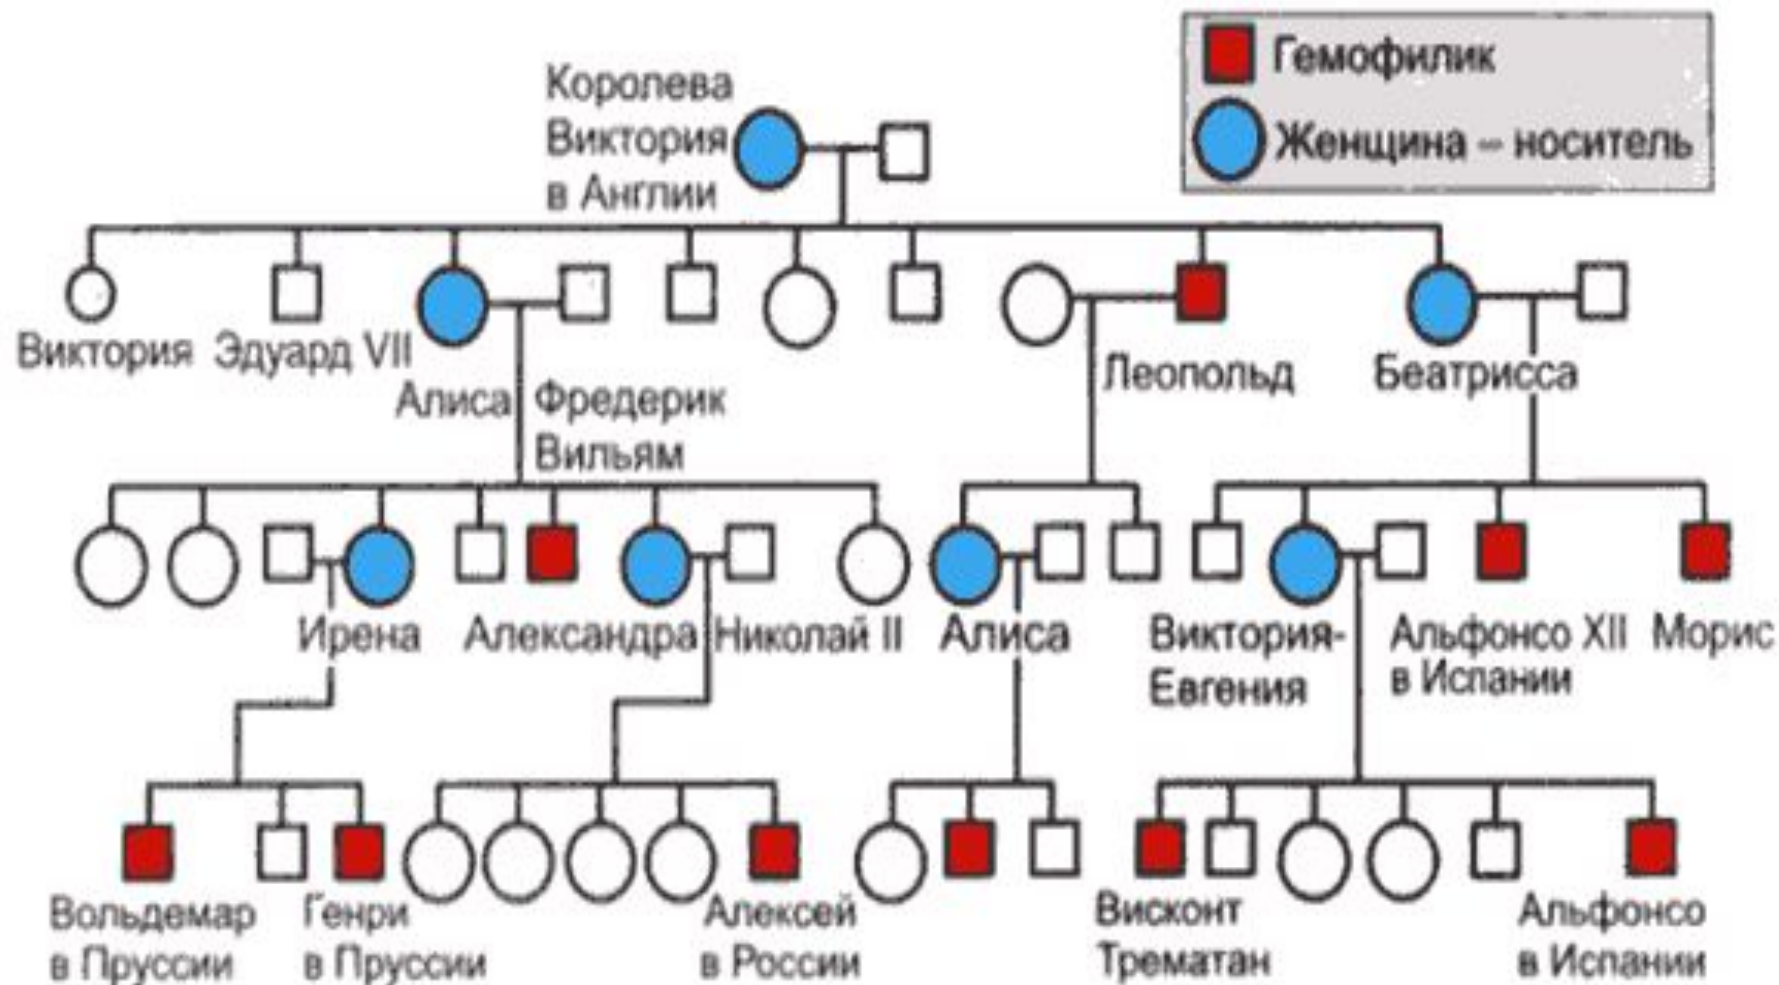 Гемофилик
Женщина – носитель
Королева
Виктория
в Англии
Виктория
Эдуард VII
Алиса
Фредерик
Вильям
Леопольд
Беатрисса
Ирена
Александра
Николай II
Алиса
Виктория-
Евгения
Альфонсо XII
в Испании
Морис
Вольдемар
в Пруссии
Генри
в Пруссии
Алексей
в России
Висконт
Трематан
Альфонсо
в Испании